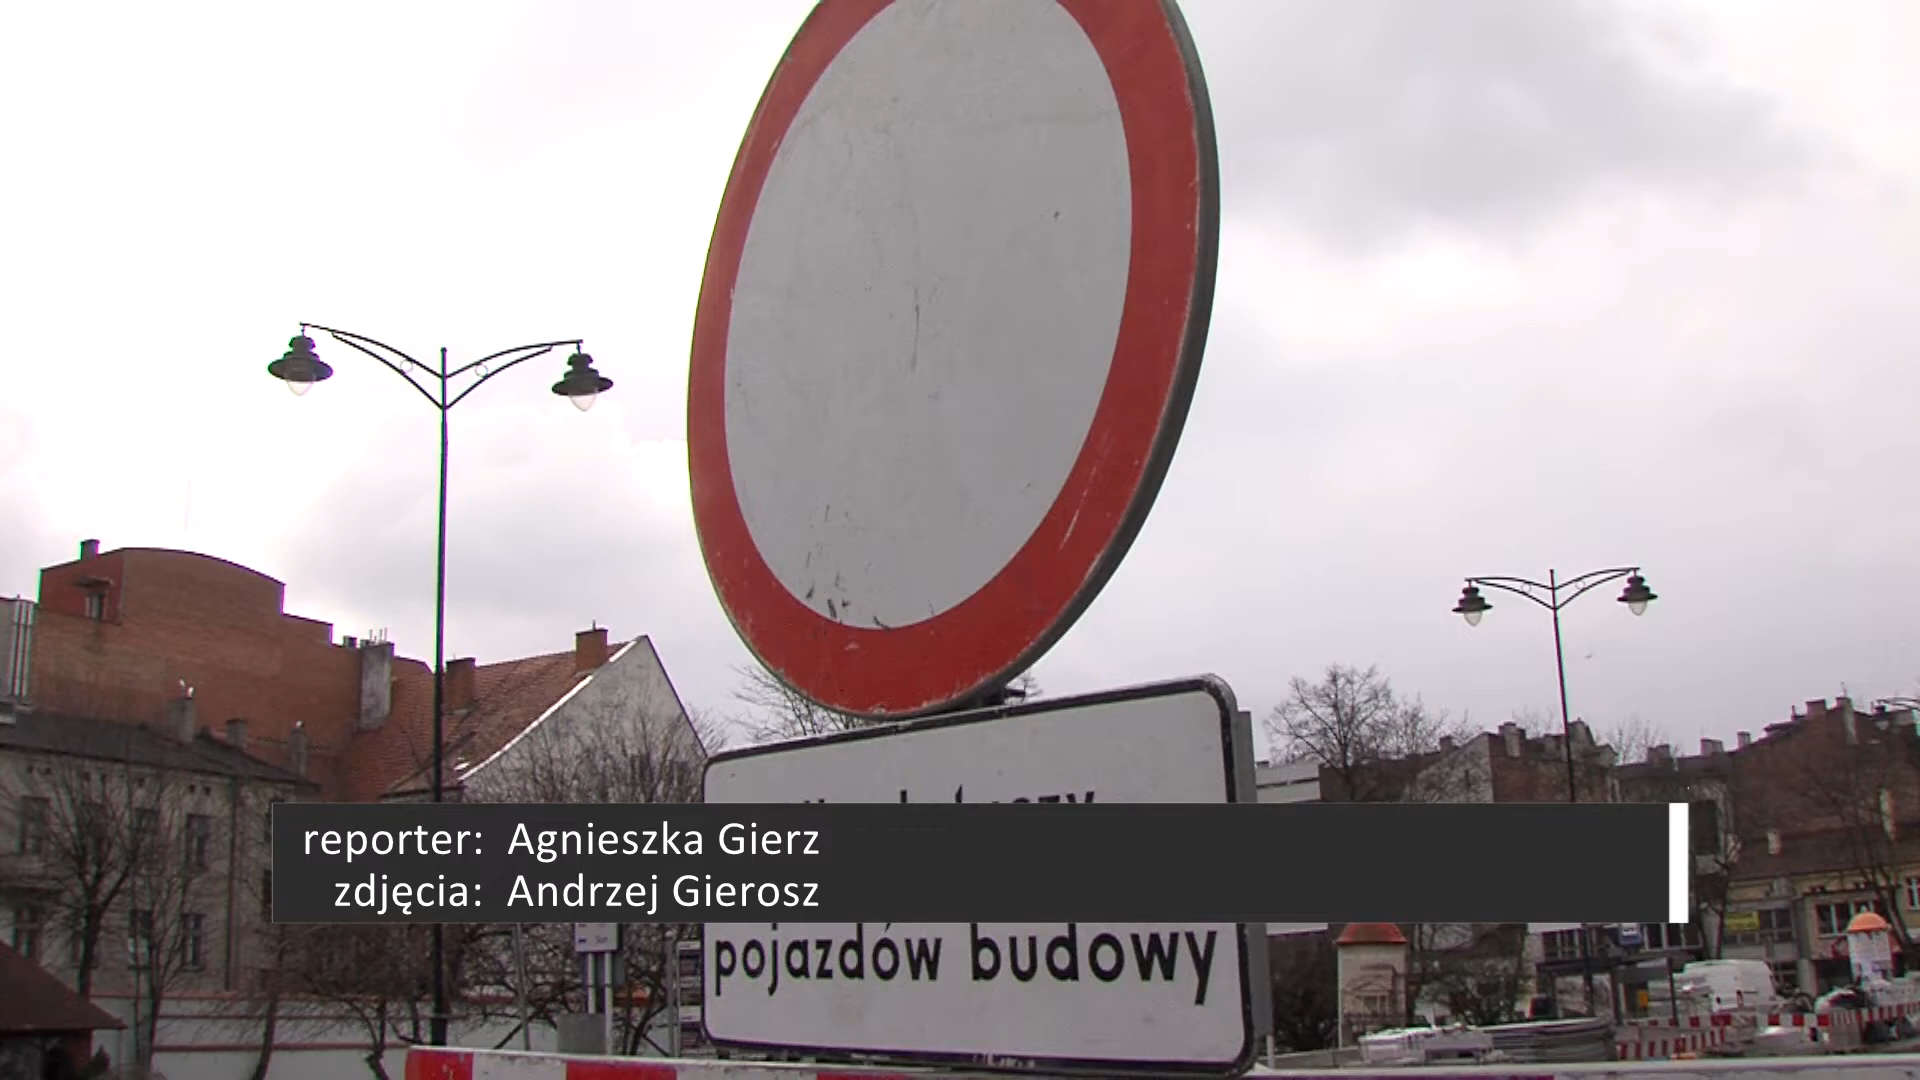 reporter: Agnieszka Gierz
zdjęcia: Andrzej Gierosz
pojazdów budowy